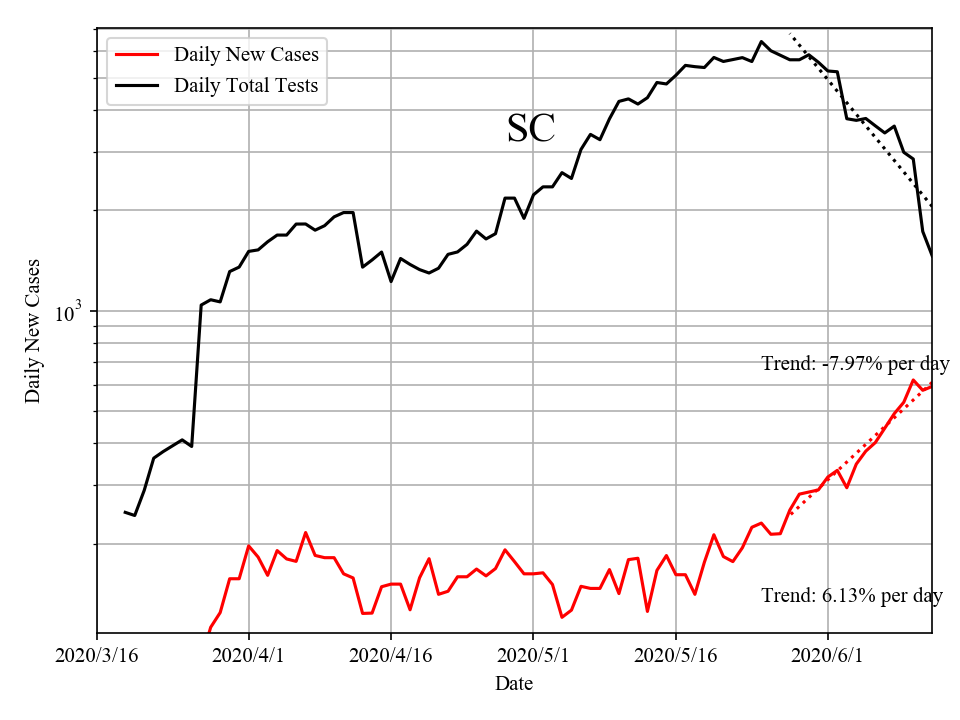 Daily New Cases
Daily Total Tests
SC
Daily New Cases
10³
Trend: -7.97% per day
Trend: 6.13% per day
2020/3/16 2020/4/1 2020/4/16 2020/5/1 2020/5/16 2020/6/1
Date